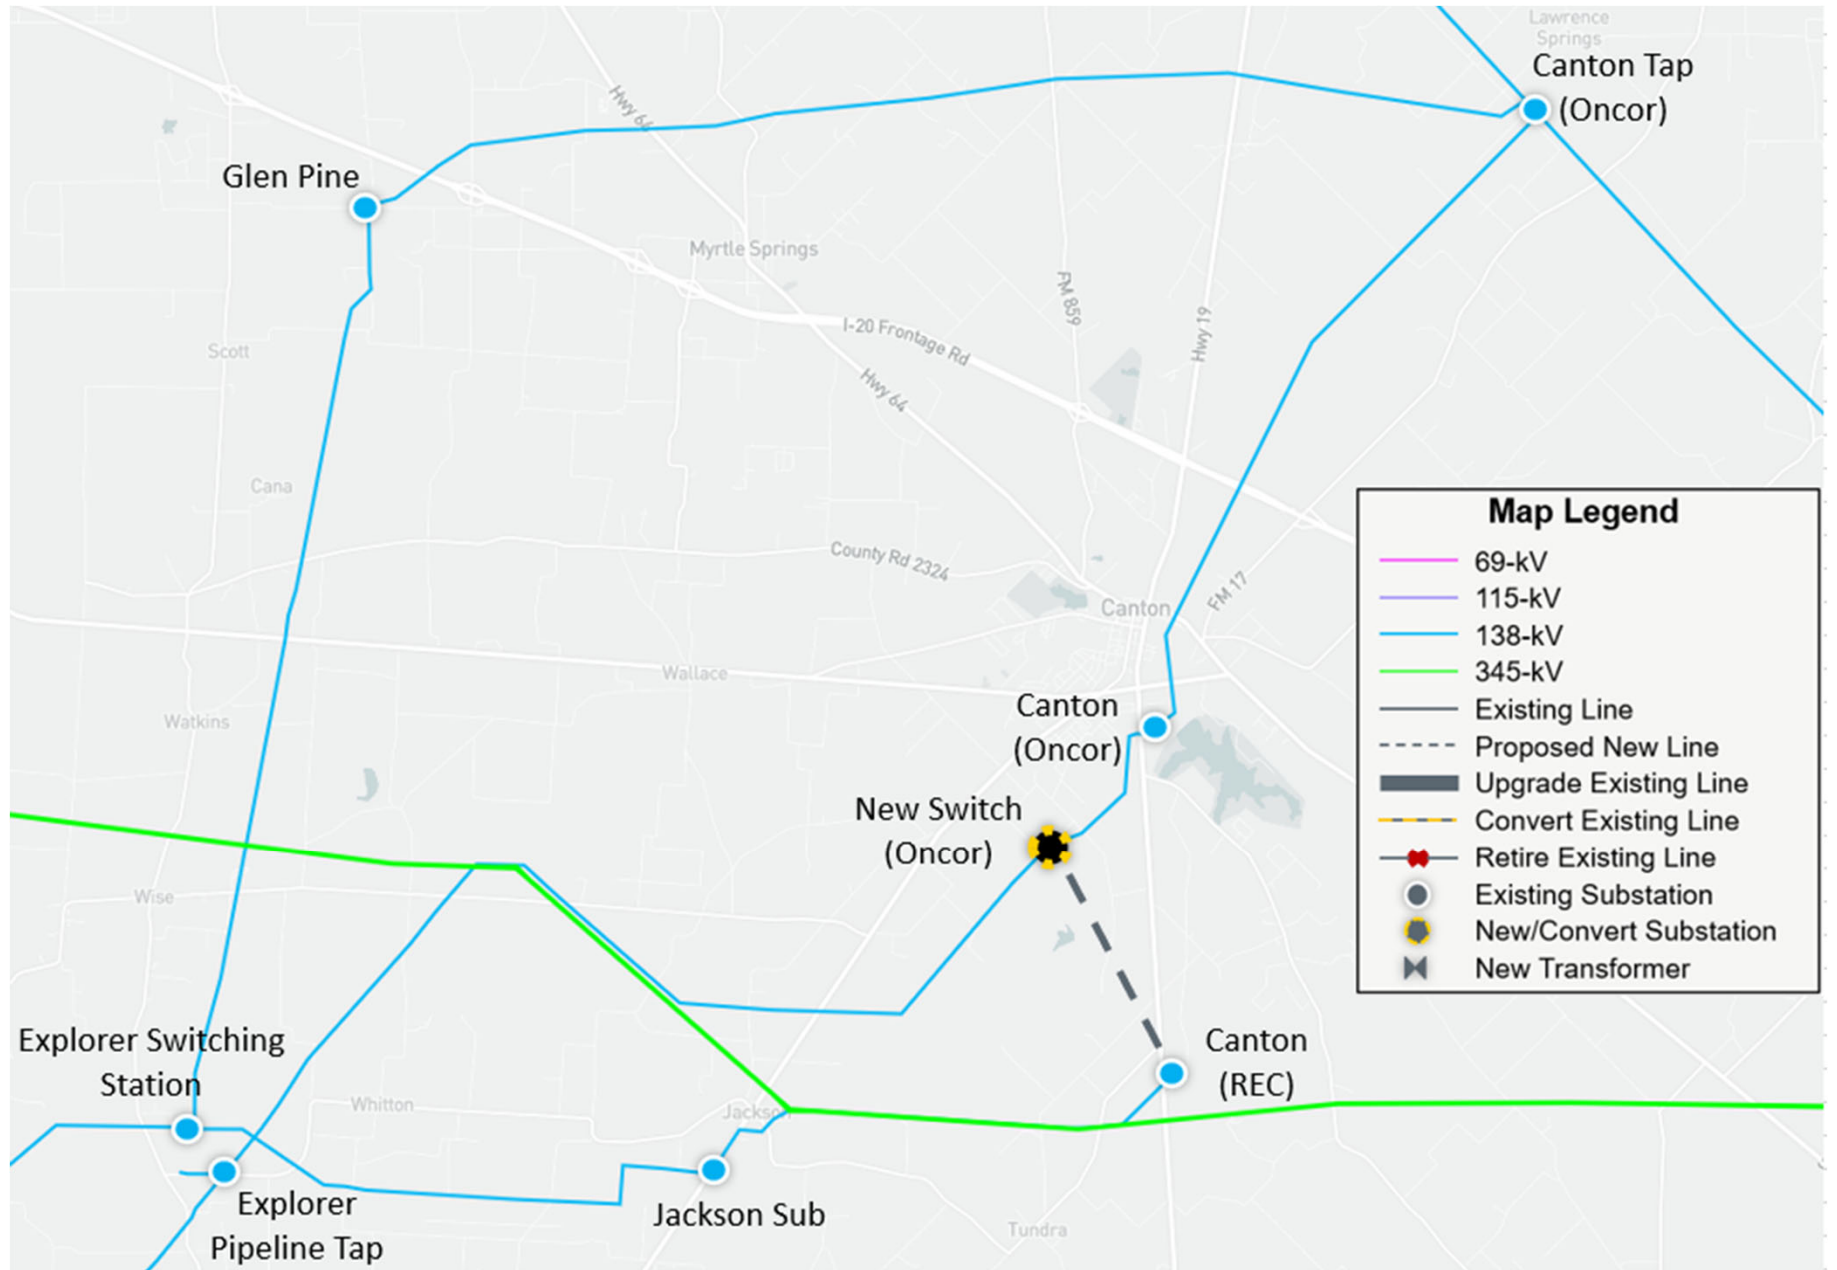 Lawrence
Springs
Canton Tap
(Oncor)
Hwy 64
Glen Pine
Myrtle Springs
FM 859
Hwy 19
I-20 Frontage Rd
Scott
Hwy 64
Cana
County Rd 2324
Canton
FM 17
Map Legend
69-kV
115-kV
138-kV
345-kV
Existing Line
Proposed New Line
Upgrade Existing Line
Convert Existing Line
Retire Existing Line
Existing Substation
New/Convert Substation
New Transformer
Wallace
Watkins
Canton
(Oncor)
New Switch
(Oncor)
Wise
Explorer Switching
Station
Canton
(REC)
Whitton
Jackson
Jackson Sub
Explorer
Pipeline Tap
Tundra